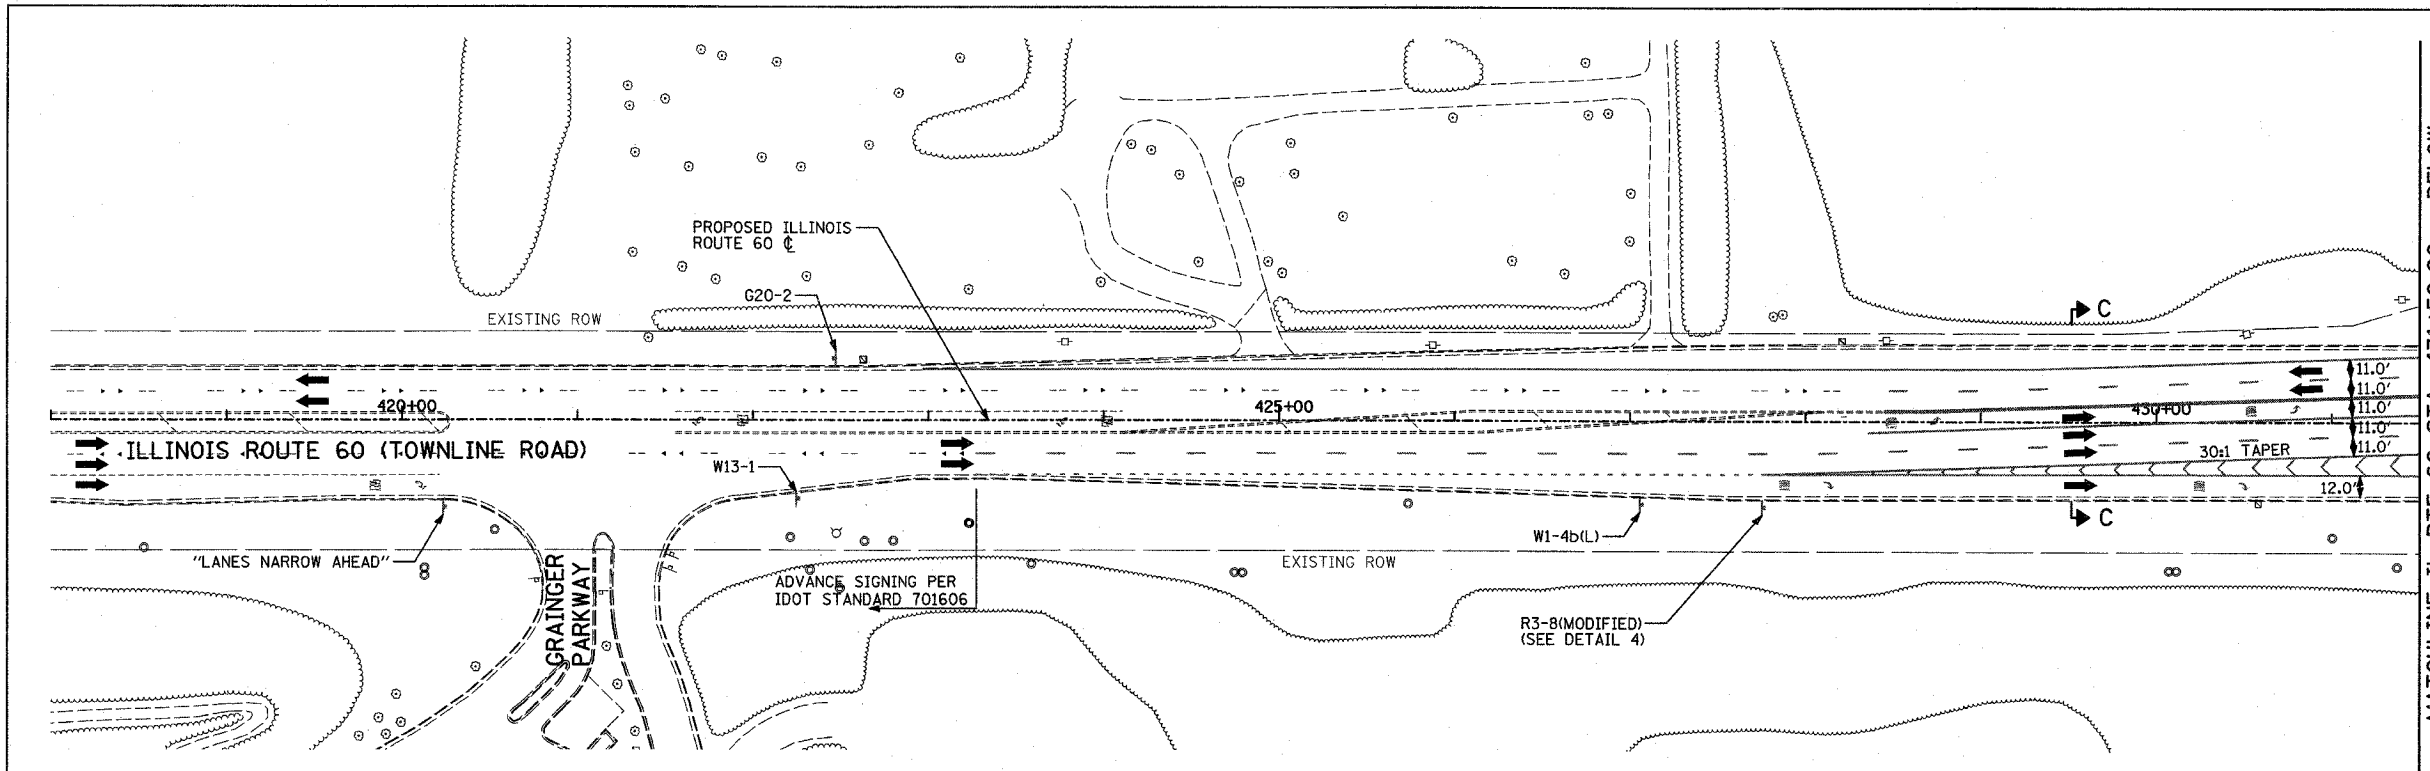 PROPOSED ILLINOIS
ROUTE 60 ℄
G20-2
EXISTING ROW
C
11.0'
11.0'
11.0'
11.0'
11.0'
420+00
425+00
430+00
ILLINOIS ROUTE 60 (TOWNLINE ROAD)
W13-1
30:1 TAPER
12.0'
C
"LANES NARROW AHEAD"
W1-4b(L)
EXISTING ROW
GRAINGER
PARKWAY
ADVANCE SIGNING PER
IDOT STANDARD 701606
R3-8(MODIFIED)
(SEE DETAIL 4)